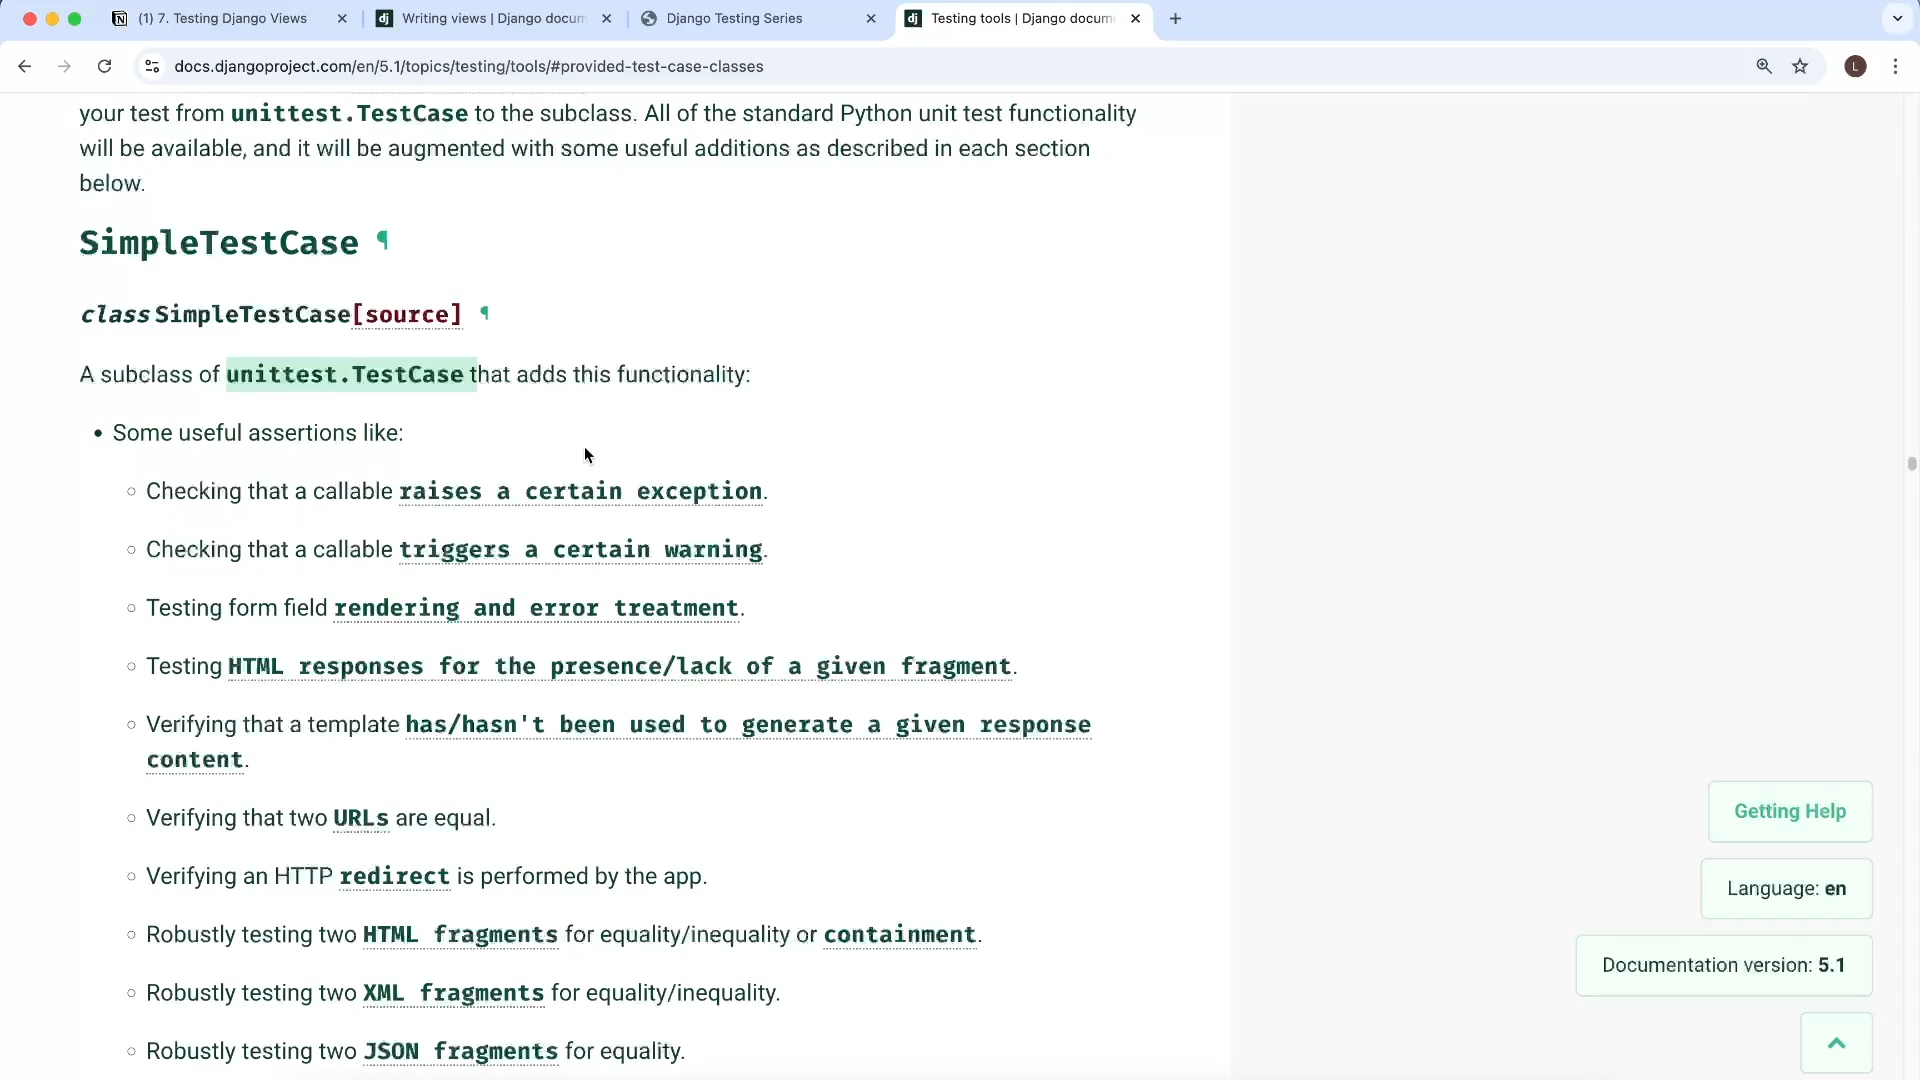 (1) 7. Testing Django Views
Writing views | Django docum
Django Testing Series
Testing tools | Django docume
docs.djangoproject.com/en/5.1/topics/testing/tools/#provided-test-case-classes
L
your test from unittest.TestCase to the subclass. All of the standard Python unit test functionality
will be available, and it will be augmented with some useful additions as described in each section
below.
SimpleTestCase ¶
class SimpleTestCase[source] ¶
A subclass of unittest.TestCase that adds this functionality:
• Some useful assertions like:
◦ Checking that a callable raises a certain exception.
◦ Checking that a callable triggers a certain warning.
◦ Testing form field rendering and error treatment.
◦ Testing HTML responses for the presence/lack of a given fragment.
◦ Verifying that a template has/hasn't been used to generate a given response
content.
◦ Verifying that two URLs are equal.
◦ Verifying an HTTP redirect is performed by the app.
◦ Robustly testing two HTML fragments for equality/inequality or containment.
◦ Robustly testing two XML fragments for equality/inequality.
◦ Robustly testing two JSON fragments for equality.
Getting Help
Language: en
Documentation version: 5.1